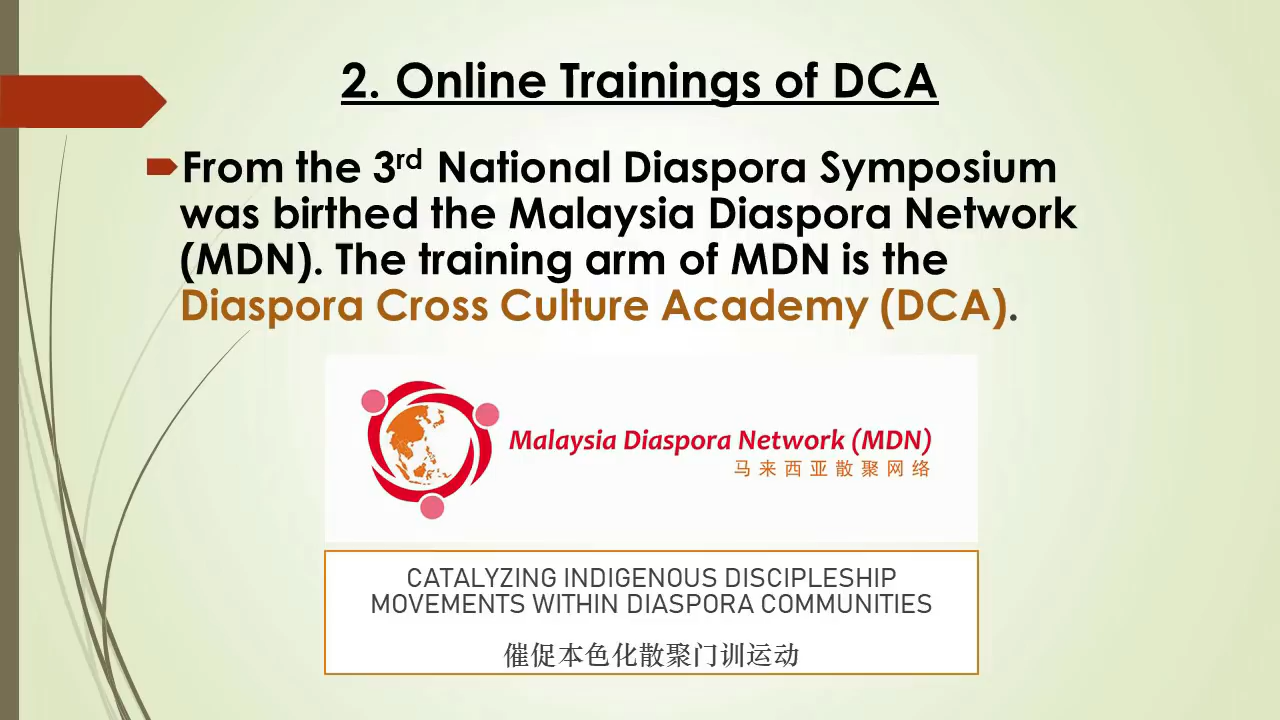 2. Online Trainings of DCA
From the 3rd National Diaspora Symposium
was birthed the Malaysia Diaspora Network
(MDN). The training arm of MDN is the
Diaspora Cross Culture Academy (DCA).
Malaysia Diaspora Network (MDN)
马来西亚散聚网络
CATALYZING INDIGENOUS DISCIPLESHIP
MOVEMENTS WITHIN DIASPORA COMMUNITIES
催促本色化散聚门训运动